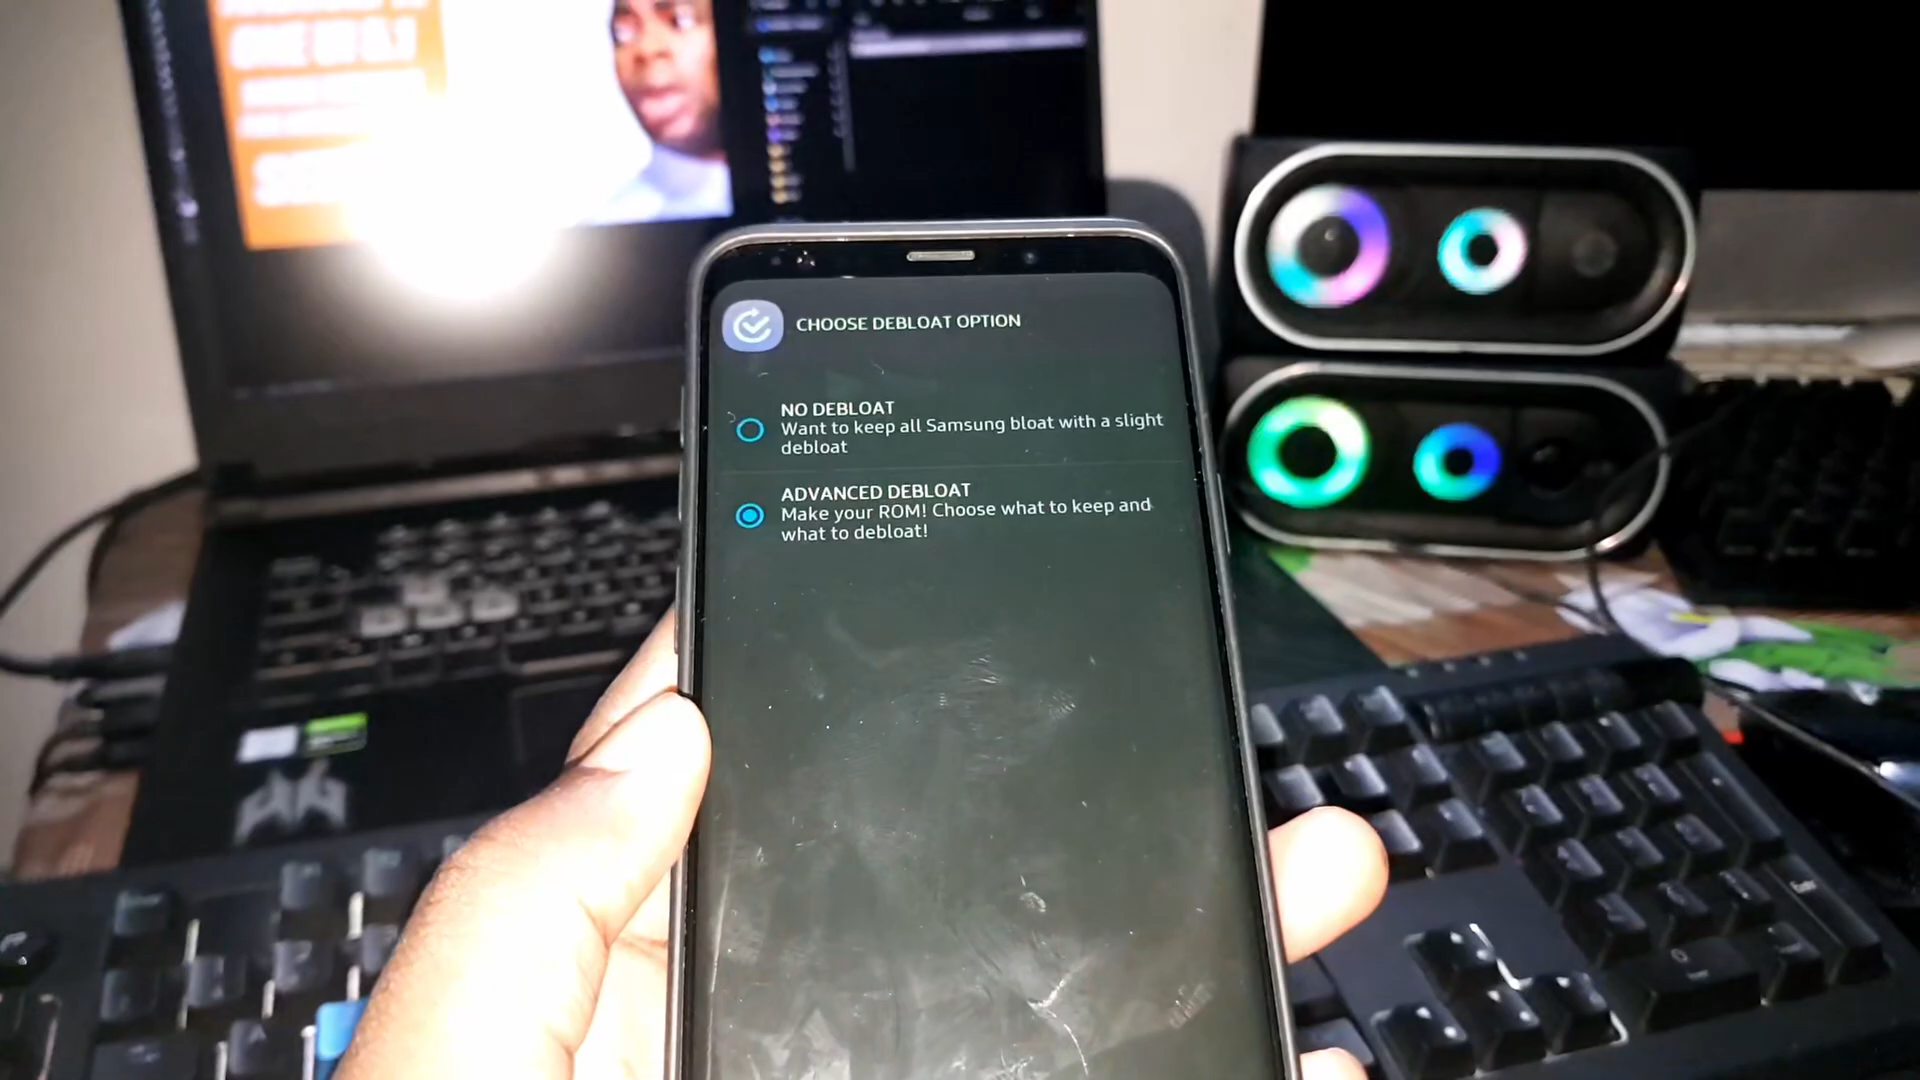 CHOOSE DEBLOAT OPTION
NO DEBLOAT
Want to keep all Samsung bloat with a slight
debloat
ADVANCED DEBLOAT
Make your ROM! Choose what to keep and
what to debloat!